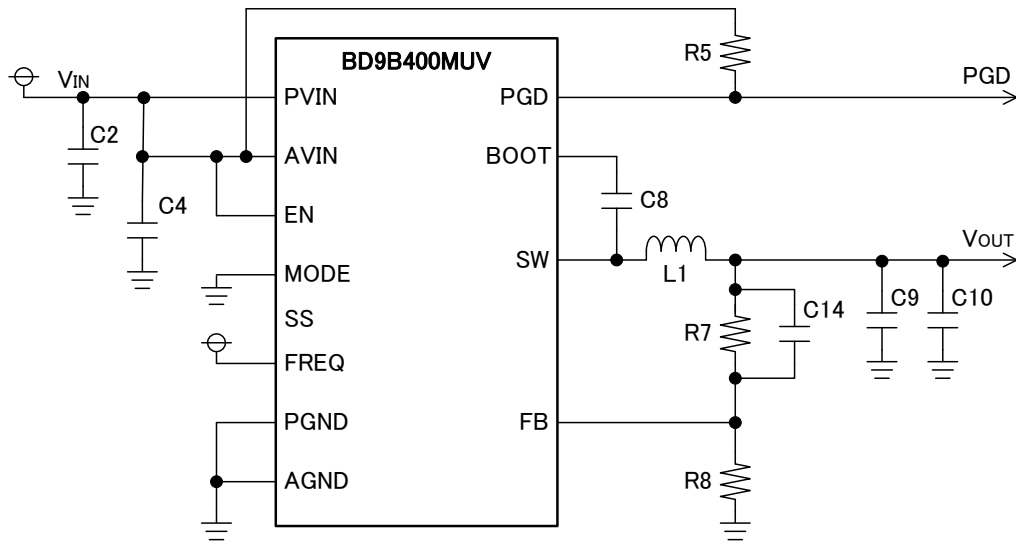 BD9B400MUV
R5
VIN
PVIN
PGD
PGD
C2
AVIN
BOOT
C4
C8
EN
SW
VOUT
L1
MODE
C14
C9
C10
SS
R7
FREQ
PGND
FB
AGND
R8